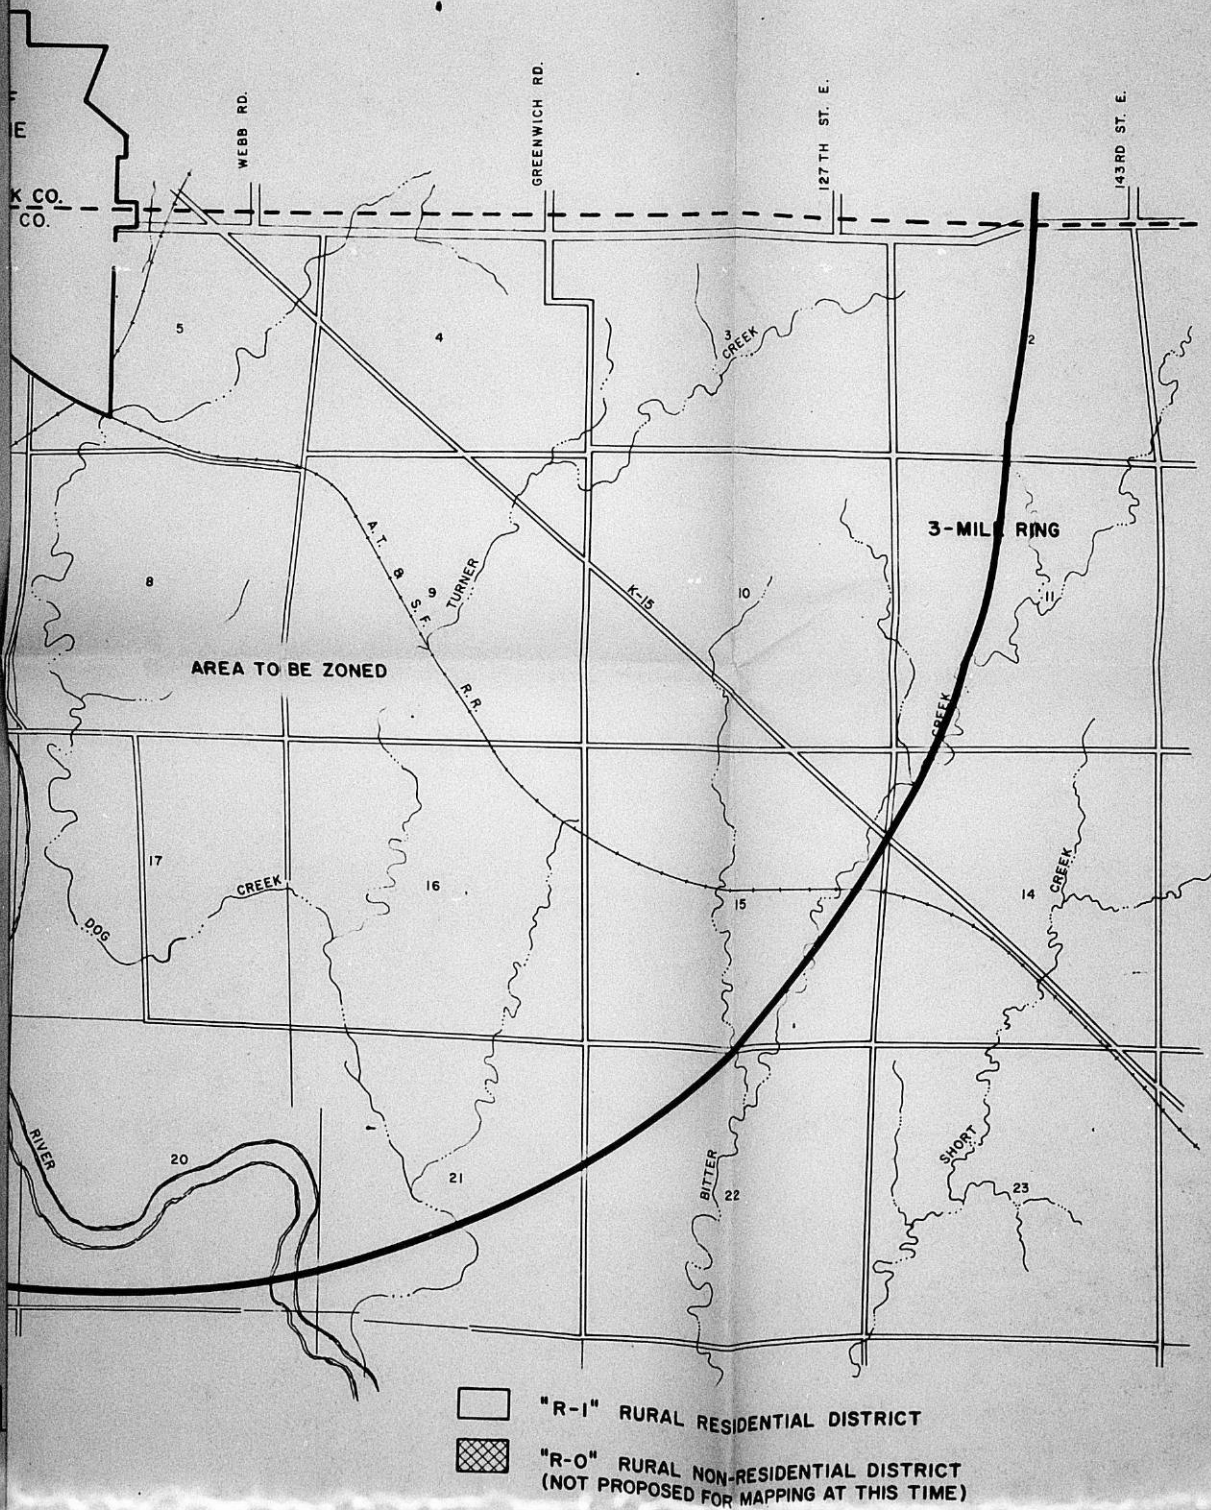 F
NE
K CO.
CO.
WEBB RD.
GREENWICH RD.
127TH ST. E.
143RD ST. E.
5
4
3
CREEK
2
3-MILE RING
A.T. & S.F. R.R.
TURNER
K-15
8
9
10
11
AREA TO BE ZONED
CREEK
17
16
15
14
CREEK
DOG
CREEK
RIVER
20
21
BITTER
22
SHORT
23
"R-1" RURAL RESIDENTIAL DISTRICT
"R-O" RURAL NON-RESIDENTIAL DISTRICT
(NOT PROPOSED FOR MAPPING AT THIS TIME)